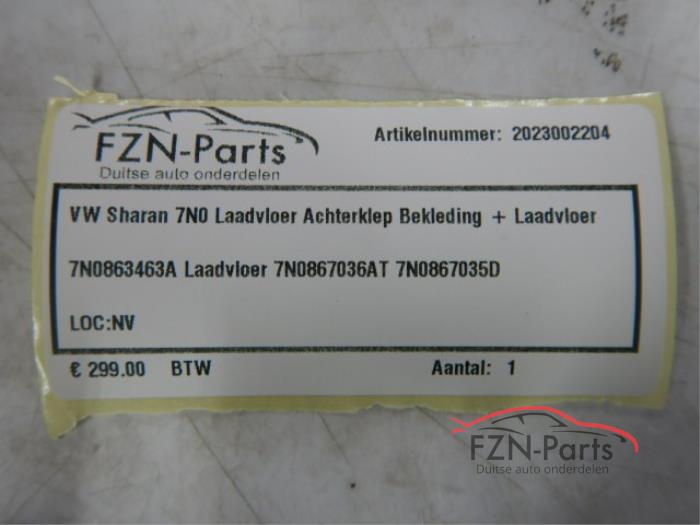 FZN-Parts
Duitse auto onderdelen
Artikelnummer: 2023002204
VW Sharan 7N0 Laadvloer Achterklep Bekleding + Laadvloer
7N0863463A Laadvloer 7N0867036AT 7N0867035D
LOC:NV
€ 299.00 BTW Aantal: 1
FZN-Parts
Duitse auto onderdelen